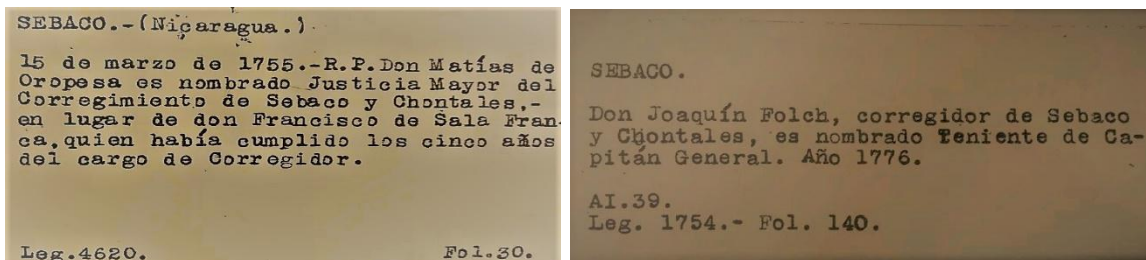 SEBACO.-(Nicaragua.)
15 de marzo de 1755.-R.P.Don Matías de
Oropesa es nombrado Justicia Mayor del
Corregimiento de Sebaco y Chontales,-
en lugar de don Francisco de Sala Fran-
ca,quien había cumplido los cinco años
del cargo de Corregidor.
Leg.4620. Fol.30.
SEBACO.
Don Joaquín Folch, corregidor de Sebaco
y Chontales, es nombrado Teniente de Ca-
pitán General. Año 1776.
AI.39.
Leg. 1754.- Fol. 140.